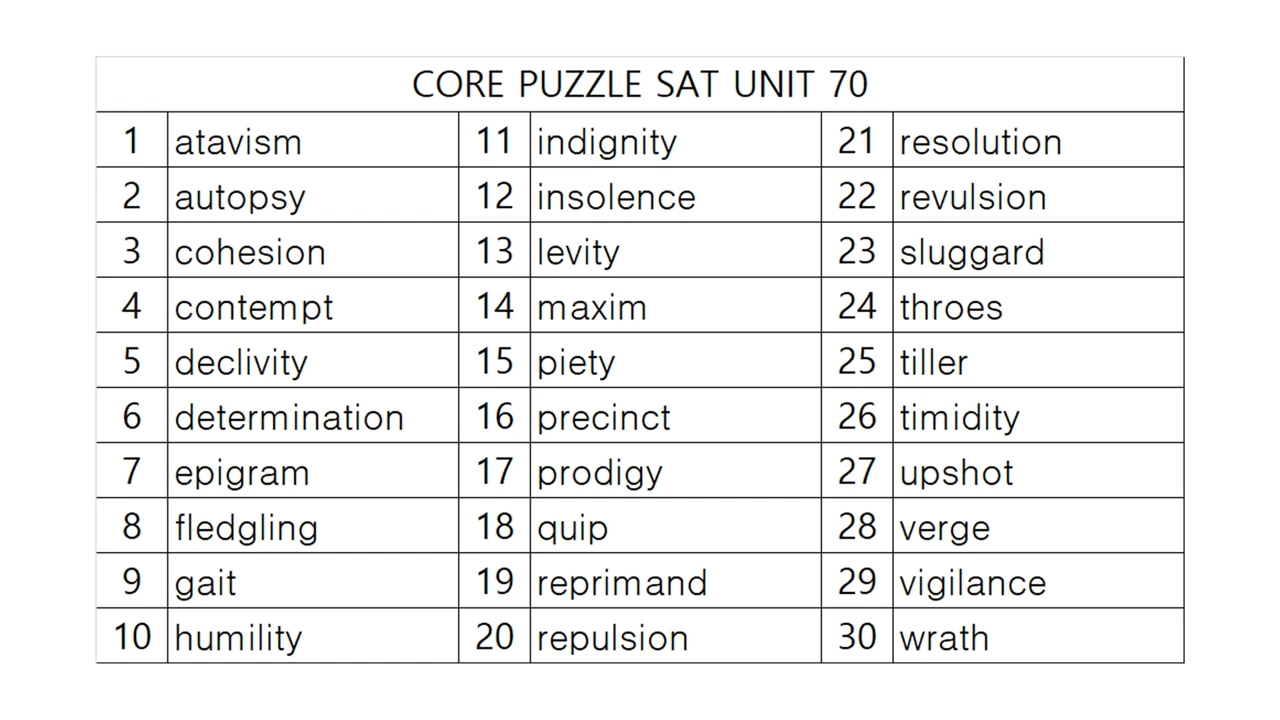 CORE PUZZLE SAT UNIT 70
1 atavism 11 indignity 21 resolution
2 autopsy 12 insolence 22 revulsion
3 cohesion 13 levity 23 sluggard
4 contempt 14 maxim 24 throes
5 declivity 15 piety 25 tiller
6 determination 16 precinct 26 timidity
7 epigram 17 prodigy 27 upshot
8 fledgling 18 quip 28 verge
9 gait 19 reprimand 29 vigilance
10 humility 20 repulsion 30 wrath